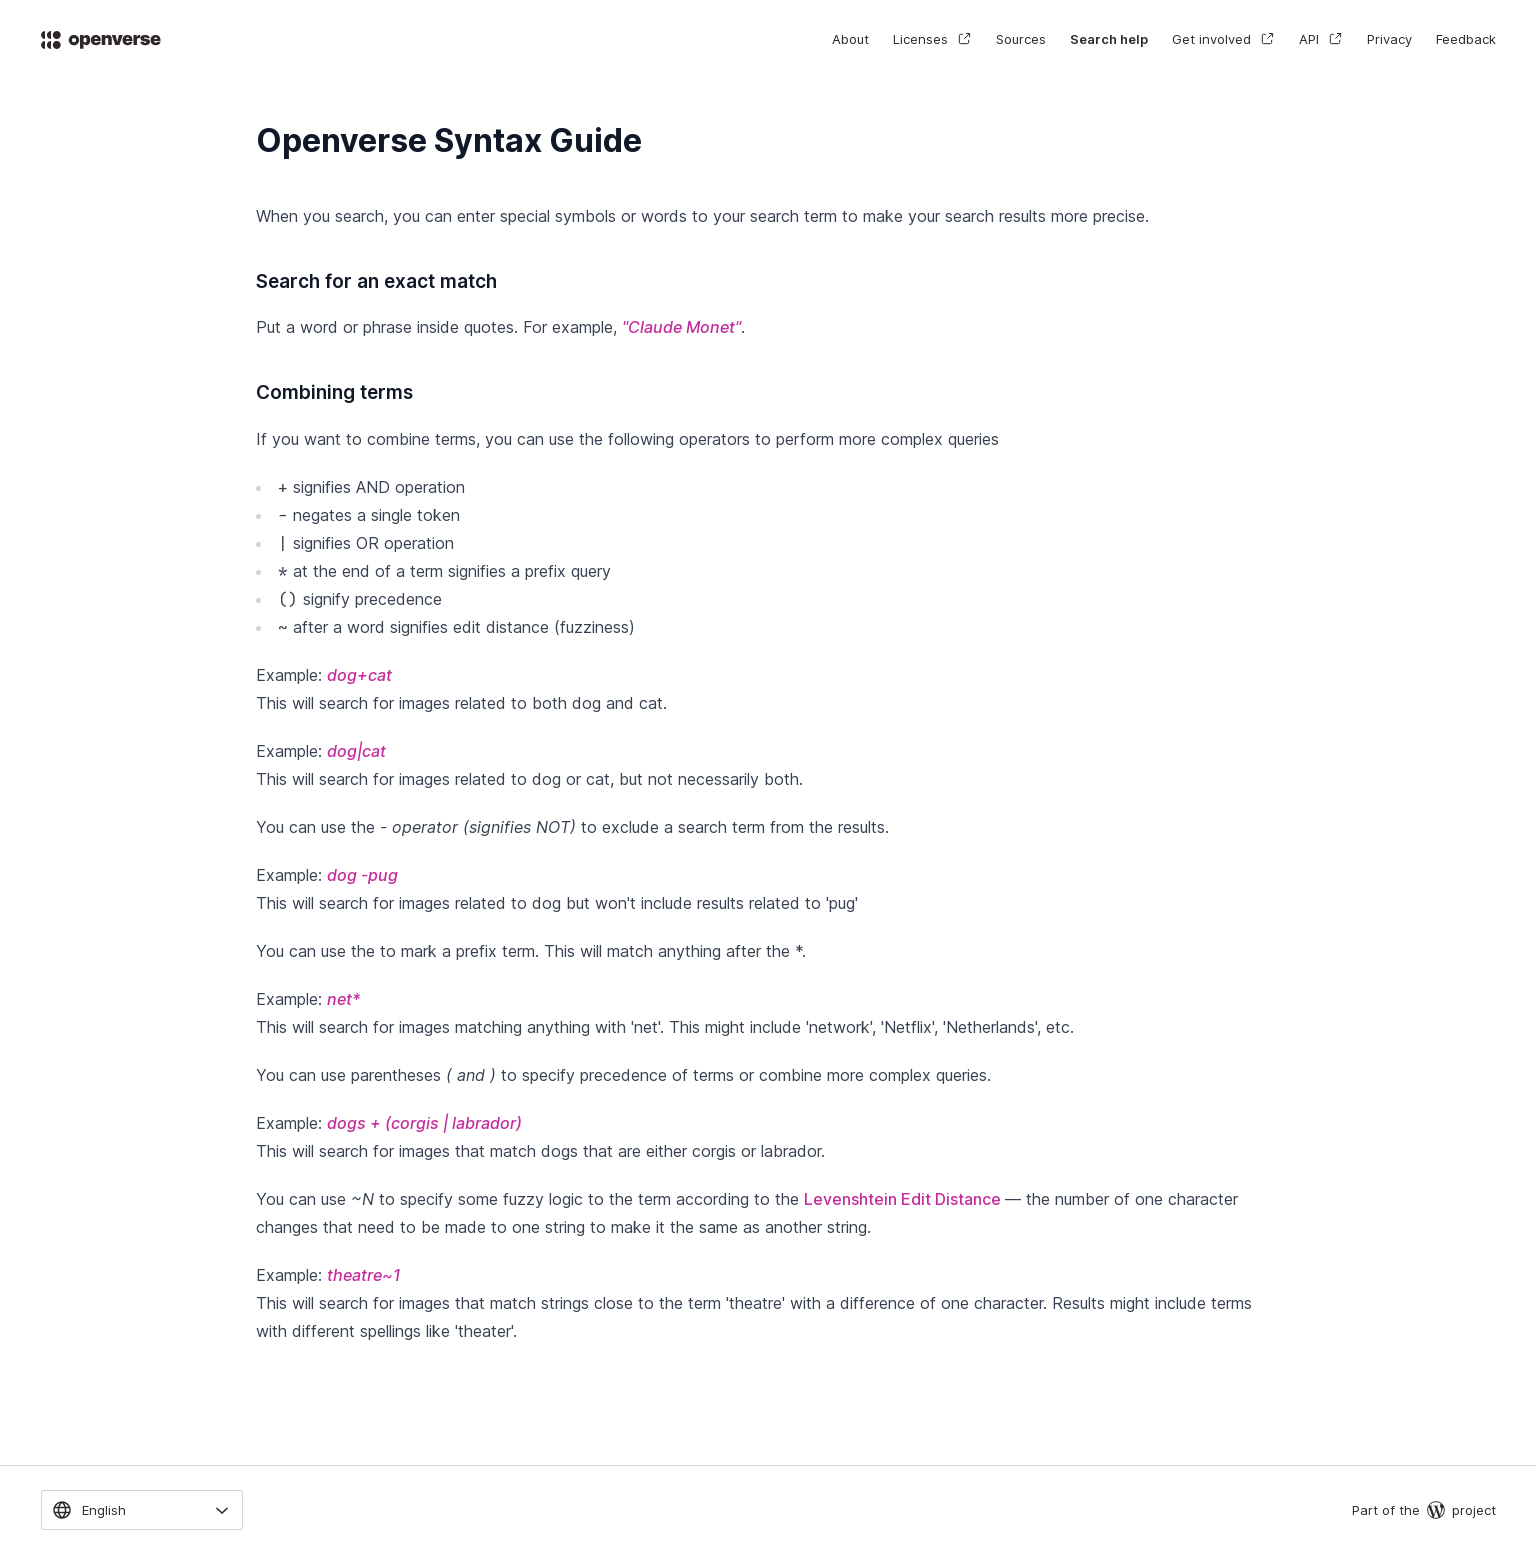 openverse
About Licenses Sources Search help Get involved API Privacy Feedback
Openverse Syntax Guide
When you search, you can enter special symbols or words to your search term to make your search results more precise.
Search for an exact match
Put a word or phrase inside quotes. For example, "Claude Monet".
Combining terms
If you want to combine terms, you can use the following operators to perform more complex queries
+ signifies AND operation
- negates a single token
| signifies OR operation
* at the end of a term signifies a prefix query
() signify precedence
~ after a word signifies edit distance (fuzziness)
Example: dog+cat
This will search for images related to both dog and cat.
Example: dog|cat
This will search for images related to dog or cat, but not necessarily both.
You can use the - operator (signifies NOT) to exclude a search term from the results.
Example: dog -pug
This will search for images related to dog but won't include results related to 'pug'
You can use the to mark a prefix term. This will match anything after the *.
Example: net*
This will search for images matching anything with 'net'. This might include 'network', 'Netflix', 'Netherlands', etc.
You can use parentheses ( and ) to specify precedence of terms or combine more complex queries.
Example: dogs + (corgis | labrador)
This will search for images that match dogs that are either corgis or labrador.
You can use ~N to specify some fuzzy logic to the term according to the Levenshtein Edit Distance — the number of one character
changes that need to be made to one string to make it the same as another string.
Example: theatre~1
This will search for images that match strings close to the term 'theatre' with a difference of one character. Results might include terms
with different spellings like 'theater'.
English
Part of the project